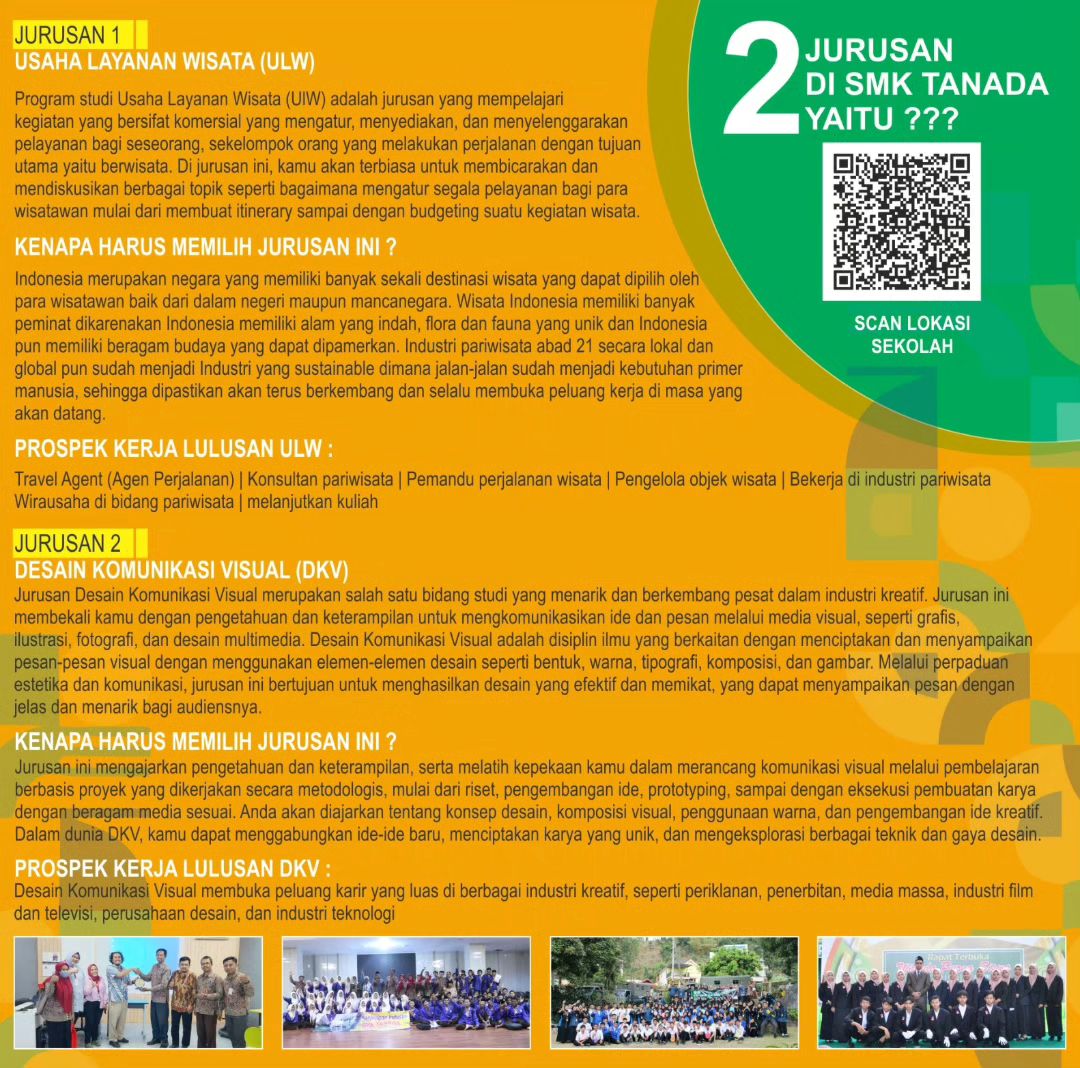 JURUSAN 1
USAHA LAYANAN WISATA (ULW)
Program studi Usaha Layanan Wisata (UlW) adalah jurusan yang mempelajari
kegiatan yang bersifat komersial yang mengatur, menyediakan, dan menyelenggarakan
pelayanan bagi seseorang, sekelompok orang yang melakukan perjalanan dengan tujuan
utama yaitu berwisata. Di jurusan ini, kamu akan terbiasa untuk membicarakan dan
mendiskusikan berbagai topik seperti bagaimana mengatur segala pelayanan bagi para
wisatawan mulai dari membuat itinerary sampai dengan budgeting suatu kegiatan wisata.
KENAPA HARUS MEMILIH JURUSAN INI ?
Indonesia merupakan negara yang memiliki banyak sekali destinasi wisata yang dapat dipilih oleh
para wisatawan baik dari dalam negeri maupun mancanegara. Wisata Indonesia memiliki banyak
peminat dikarenakan Indonesia memiliki alam yang indah, flora dan fauna yang unik dan Indonesia
pun memiliki beragam budaya yang dapat dipamerkan. Industri pariwisata abad 21 secara lokal dan
global pun sudah menjadi Industri yang sustainable dimana jalan-jalan sudah menjadi kebutuhan primer
manusia, sehingga dipastikan akan terus berkembang dan selalu membuka peluang kerja di masa yang
akan datang.
PROSPEK KERJA LULUSAN ULW :
Travel Agent (Agen Perjalanan) | Konsultan pariwisata | Pemandu perjalanan wisata | Pengelola objek wisata | Bekerja di industri pariwisata
Wirausaha di bidang pariwisata | melanjutkan kuliah
2 JURUSAN
DI SMK TANADA
YAITU ???
SCAN LOKASI
SEKOLAH
JURUSAN 2
DESAIN KOMUNIKASI VISUAL (DKV)
Jurusan Desain Komunikasi Visual merupakan salah satu bidang studi yang menarik dan berkembang pesat dalam industri kreatif. Jurusan ini
membekali kamu dengan pengetahuan dan keterampilan untuk mengkomunikasikan ide dan pesan melalui media visual, seperti grafis,
ilustrasi, fotografi, dan desain multimedia. Desain Komunikasi Visual adalah disiplin ilmu yang berkaitan dengan menciptakan dan menyampaikan
pesan-pesan visual dengan menggunakan elemen-elemen desain seperti bentuk, warna, tipografi, komposisi, dan gambar. Melalui perpaduan
estetika dan komunikasi, jurusan ini bertujuan untuk menghasilkan desain yang efektif dan memikat, yang dapat menyampaikan pesan dengan
jelas dan menarik bagi audiensnya.
KENAPA HARUS MEMILIH JURUSAN INI ?
Jurusan ini mengajarkan pengetahuan dan keterampilan, serta melatih kepekaan kamu dalam merancang komunikasi visual melalui pembelajaran
berbasis proyek yang dikerjakan secara metodologis, mulai dari riset, pengembangan ide, prototyping, sampai dengan eksekusi pembuatan karya
dengan beragam media sesuai. Anda akan diajarkan tentang konsep desain, komposisi visual, penggunaan warna, dan pengembangan ide kreatif.
Dalam dunia DKV, kamu dapat menggabungkan ide-ide baru, menciptakan karya yang unik, dan mengeksplorasi berbagai teknik dan gaya desain.
PROSPEK KERJA LULUSAN DKV :
Desain Komunikasi Visual membuka peluang karir yang luas di berbagai industri kreatif, seperti periklanan, penerbitan, media massa, industri film
dan televisi, perusahaan desain, dan industri teknologi
Rapat Terbuka